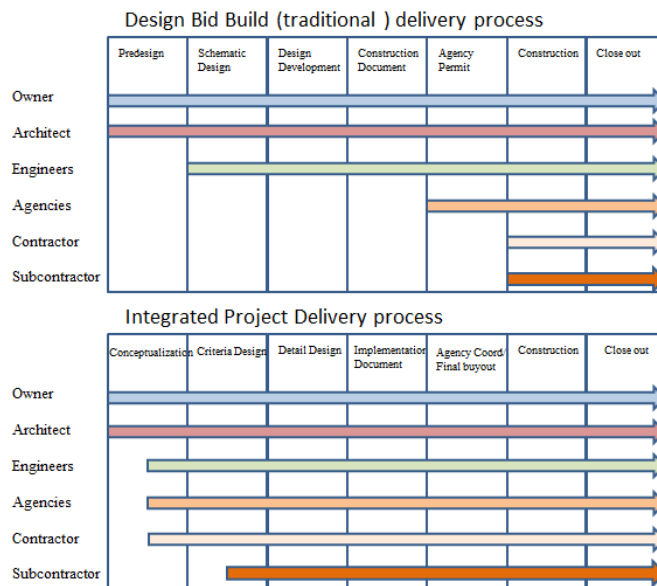 Design Bid Build (traditional ) delivery process
Predesign
Schematic
Design
Design
Development
Construction
Document
Agency
Permit
Construction
Close out
Owner
Architect
Engineers
Agencies
Contractor
Subcontractor
Integrated Project Delivery process
Conceptualization
Criteria Design
Detail Design
Implementation
Document
Agency Coord/
Final buyout
Construction
Close out
Owner
Architect
Engineers
Agencies
Contractor
Subcontractor